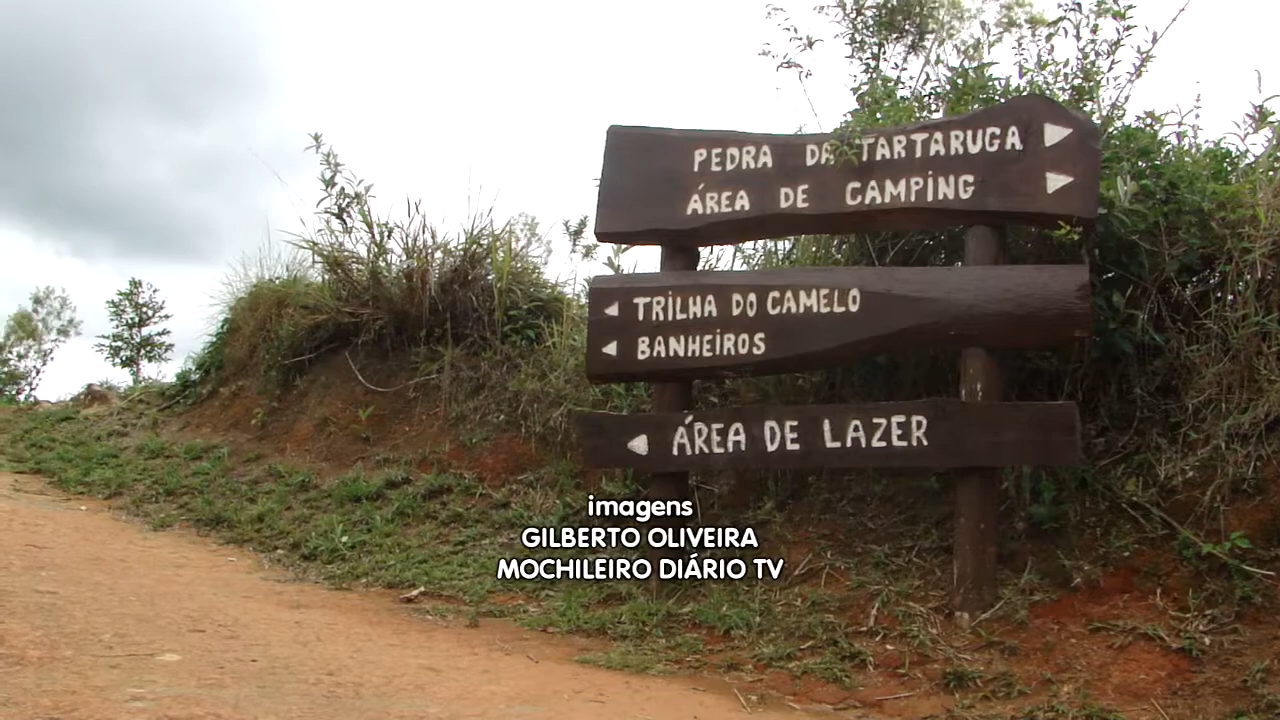 PEDRA DA TARTARUGA
ÁREA DE CAMPING
TRILHA DO CAMELO
BANHEIROS
ÁREA DE LAZER
imagens
GILBERTO OLIVEIRA
MOCHILEIRO DIÁRIO TV